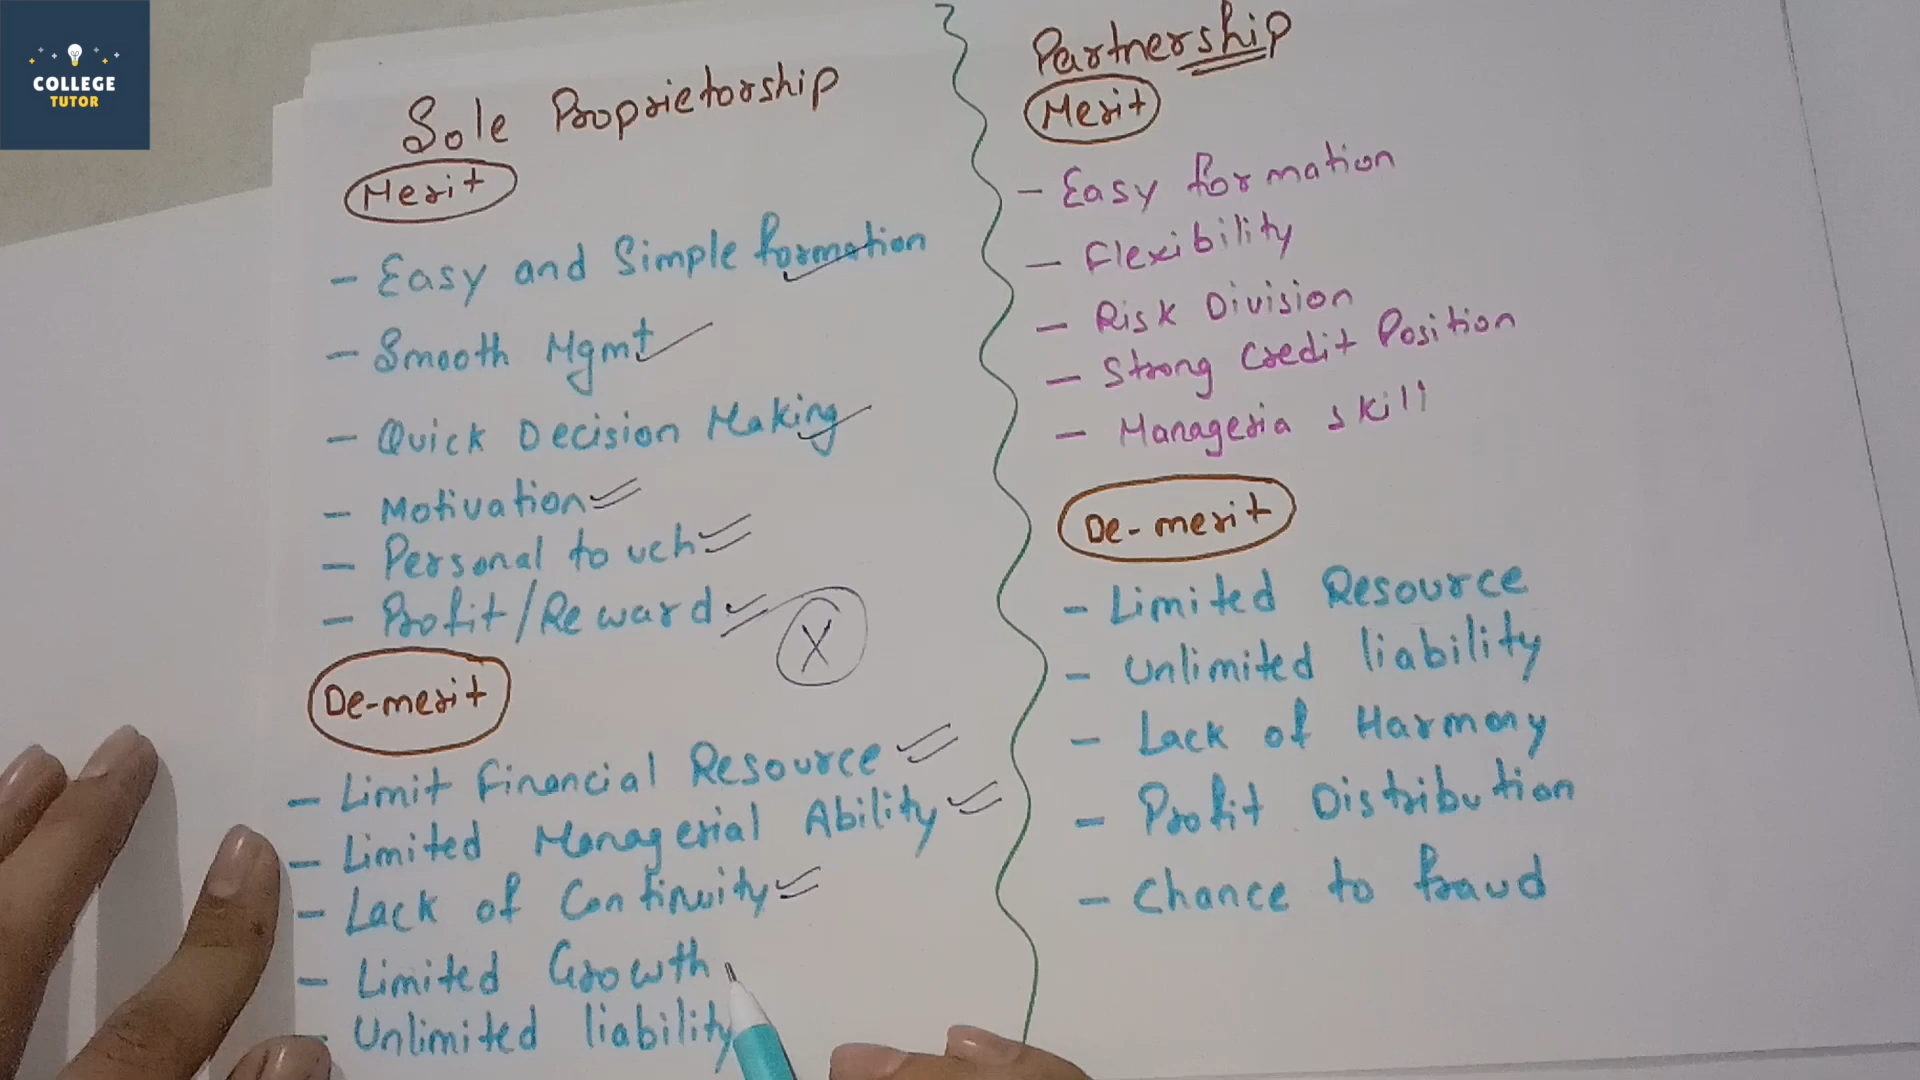 COLLEGE
TUTOR
Sole Proprietorship
Merit
- Easy and Simple formation
- Smooth Mgmt
- Quick Decision Making
- Motivation
- Personal touch
- Profit/Reward
X
De-merit
- Limit Financial Resource
- Limited Managerial Ability
- Lack of Continuity
- Limited Growth
- Unlimited liability
Partnership
Merit
- Easy formation
- Flexibility
- Risk Division
- Strong Credit Position
- Manageria skill
De-merit
- Limited Resource
- Unlimited liability
- Lack of Harmony
- Profit Distribution
- Chance to fraud